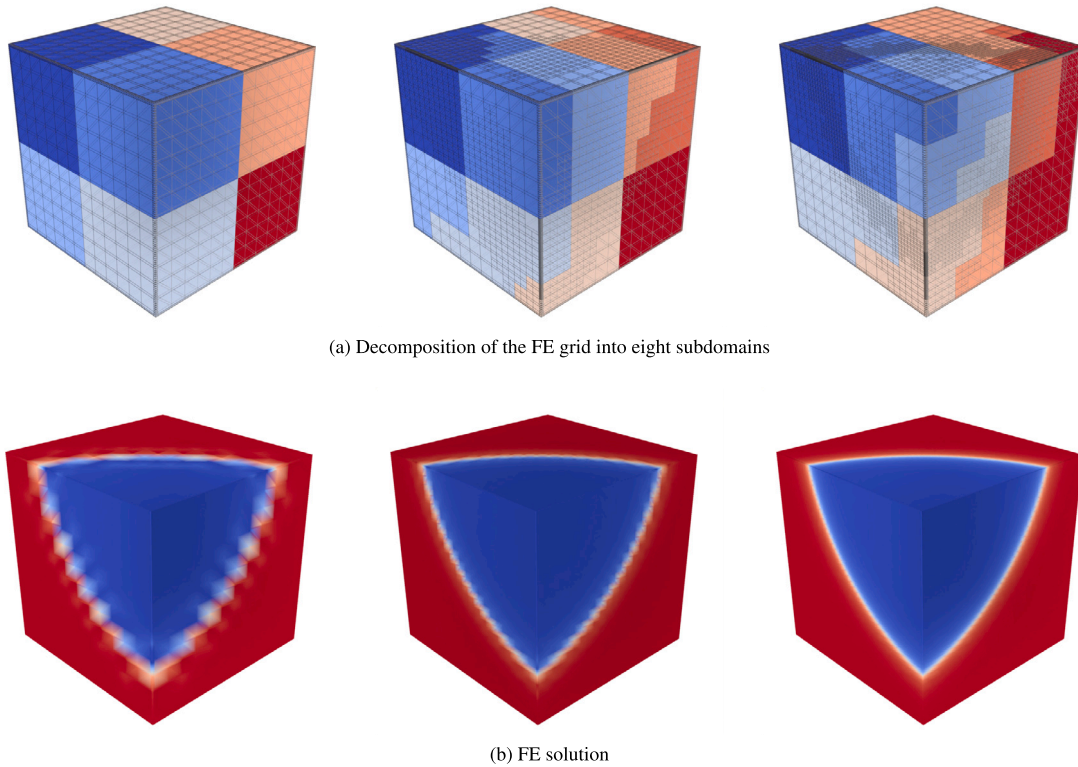 (a) Decomposition of the FE grid into eight subdomains
(b) FE solution